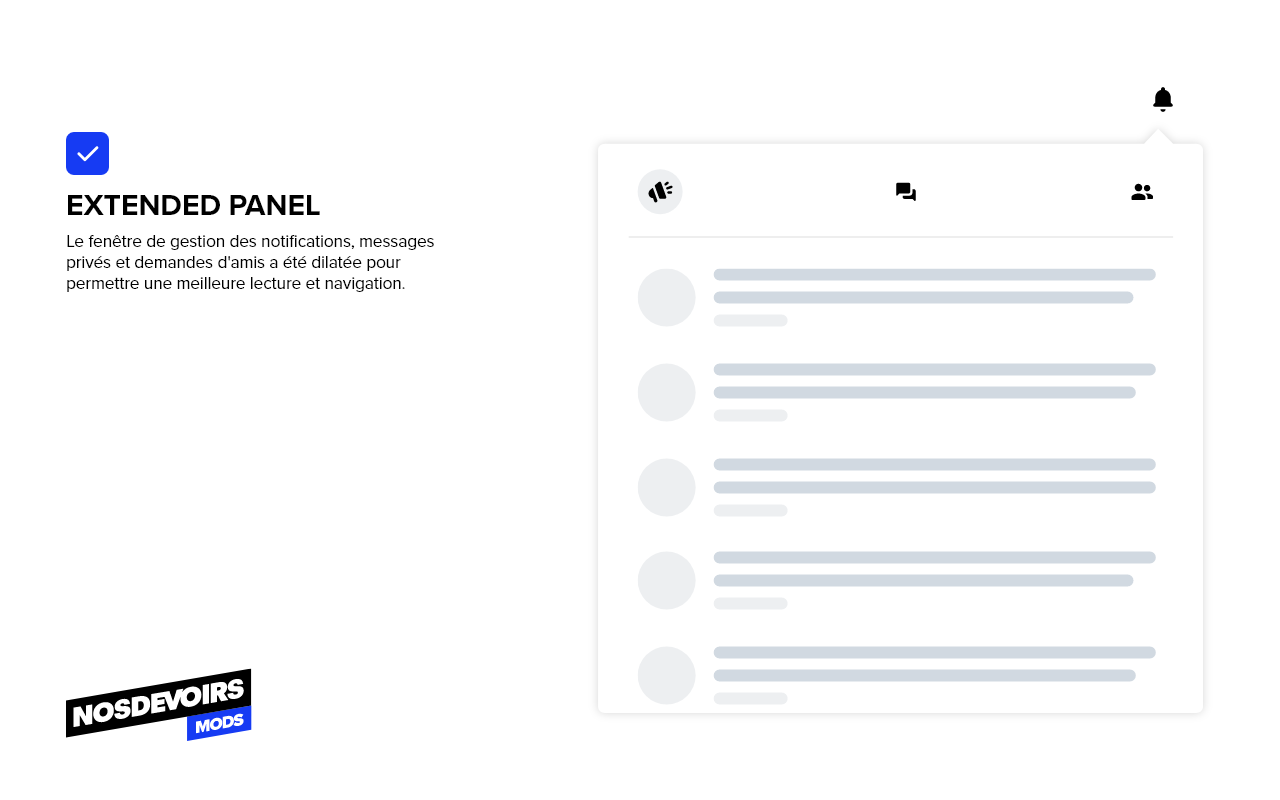 EXTENDED PANEL
Le fenêtre de gestion des notifications, messages
privés et demandes d'amis a été dilatée pour
permettre une meilleure lecture et navigation.
NOSDEVOIRS
MODS